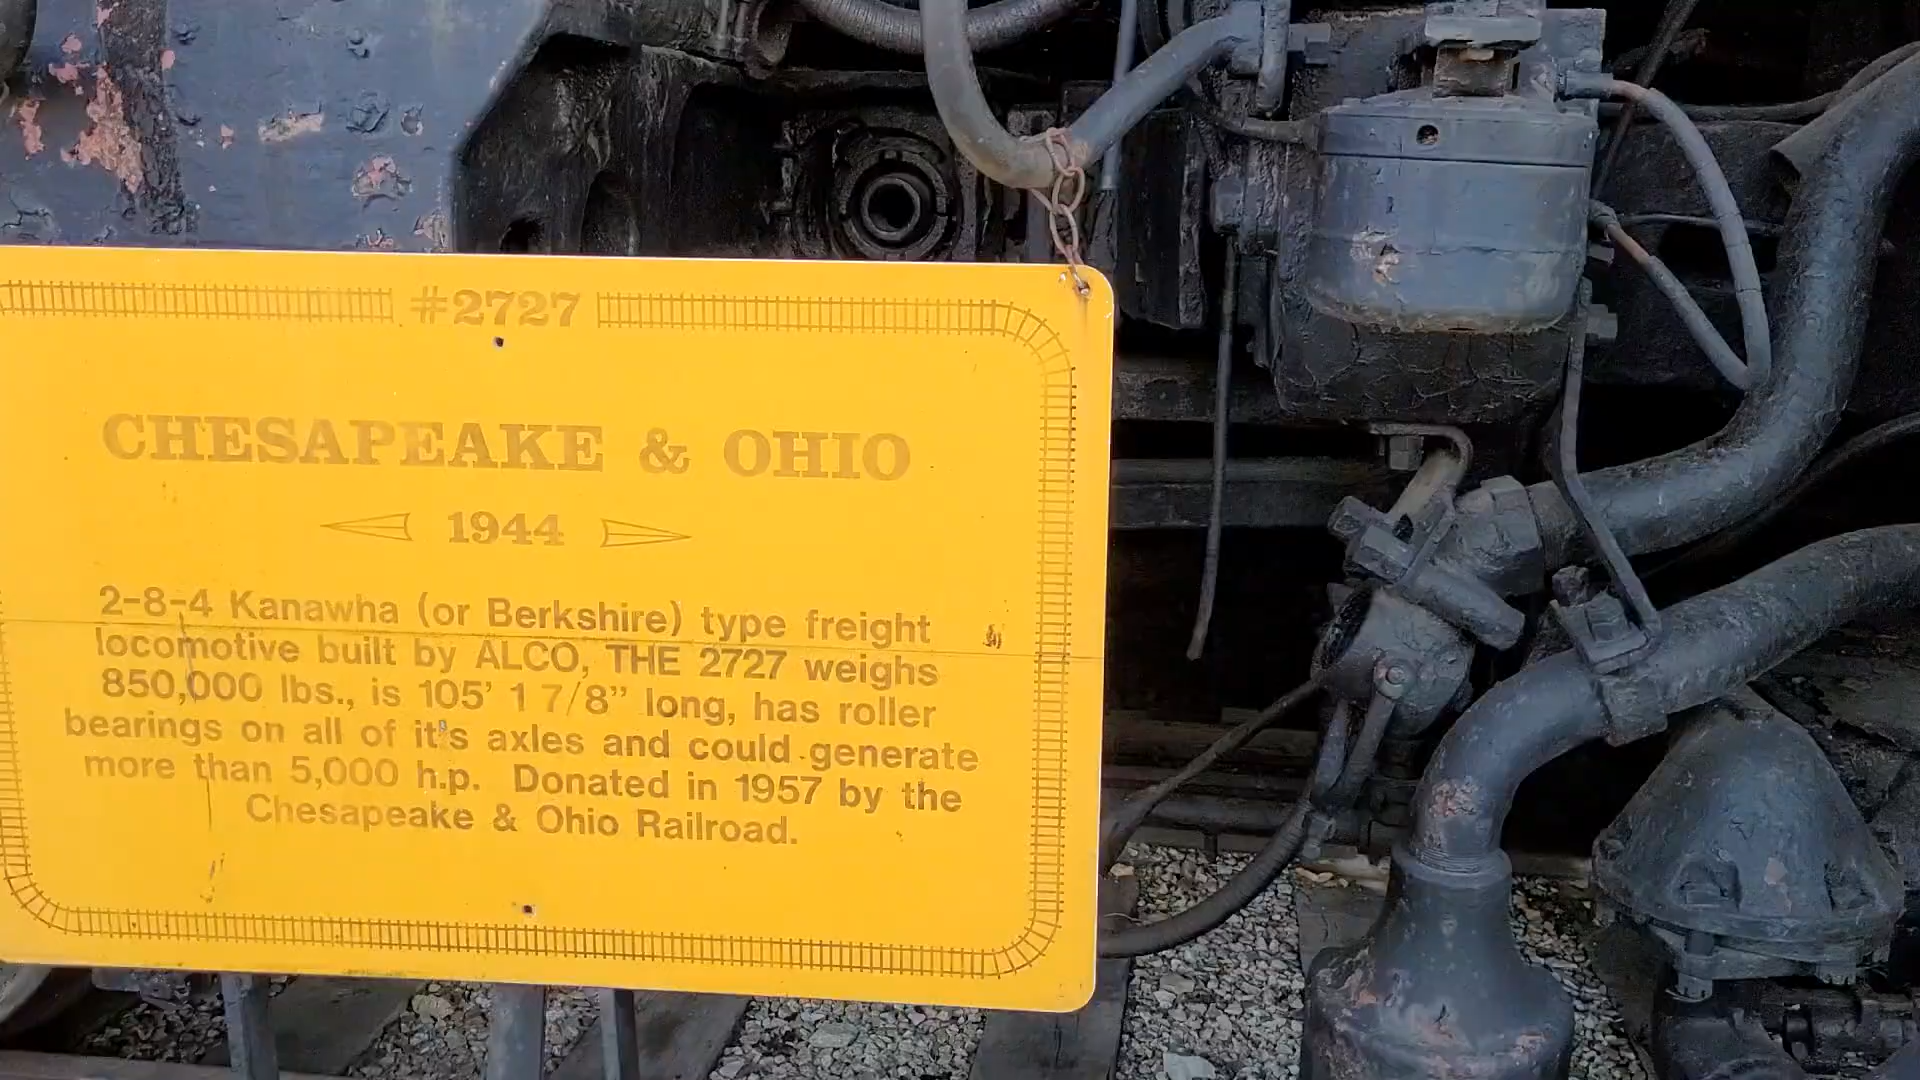 #2727
CHESAPEAKE & OHIO
1944
2-8-4 Kanawha (or Berkshire) type freight
locomotive built by ALCO, THE 2727 weighs
850,000 lbs., is 105' 1 7/8" long, has roller
bearings on all of it's axles and could generate
more than 5,000 h.p. Donated in 1957 by the
Chesapeake & Ohio Railroad.